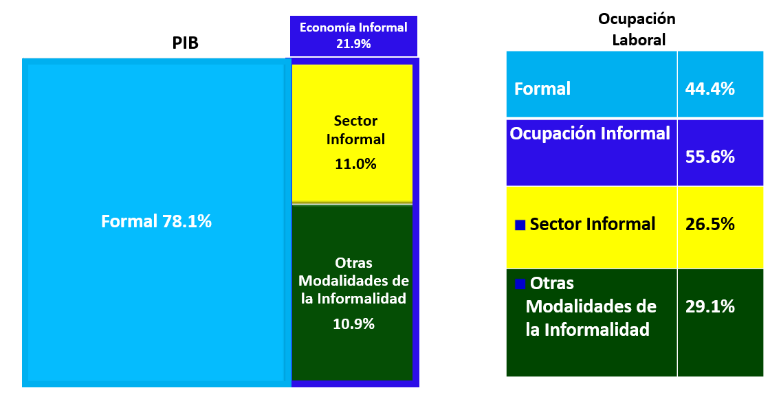 PIB
Economía Informal
21.9%
Formal 78.1%
Sector
Informal
11.0%
Otras
Modalidades de
la Informalidad
10.9%
Ocupación
Laboral
Formal 44.4%
Ocupación Informal
55.6%
Sector Informal 26.5%
Otras
Modalidades de 29.1%
la Informalidad